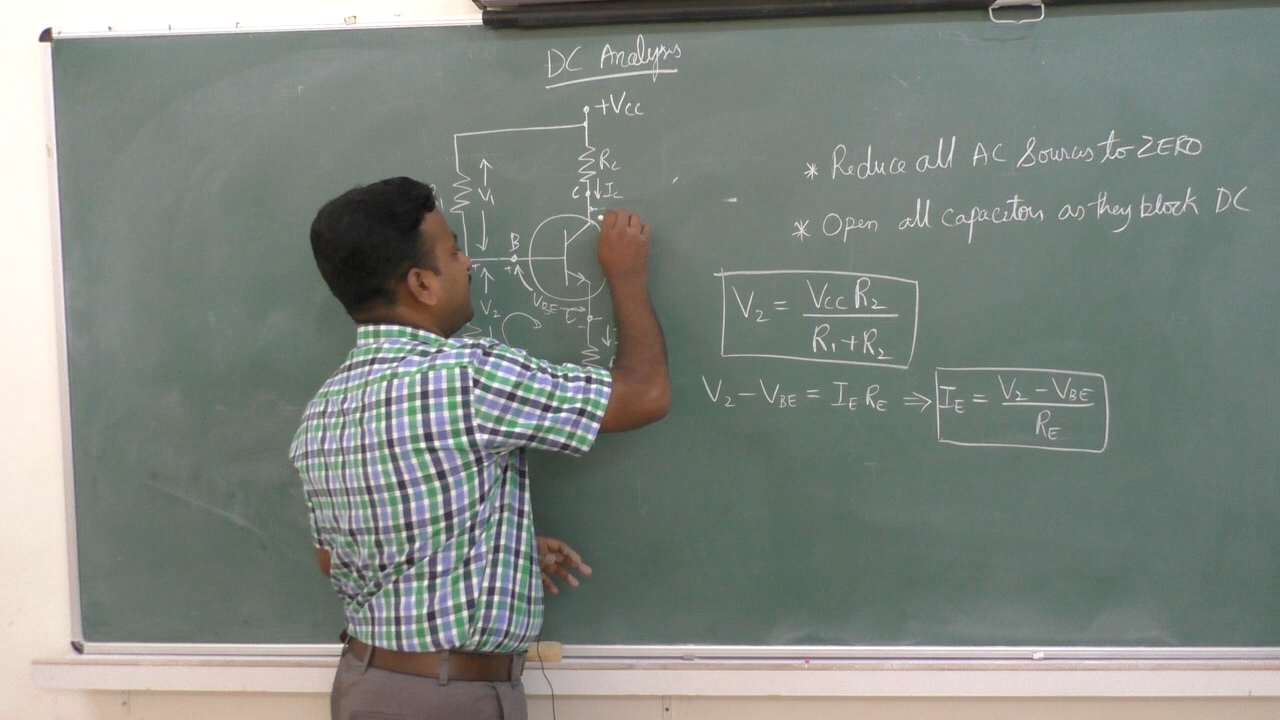 DC Analysis
+VCC
RC
C IC
V1
B
+ +
V2
VBE
E
-
* Reduce all AC Sources to ZERO
* Open all capacitors as they block DC
V2 = VCC R2 / R1 + R2
V2 - VBE = IE RE ⇒ IE = V2 - VBE / RE